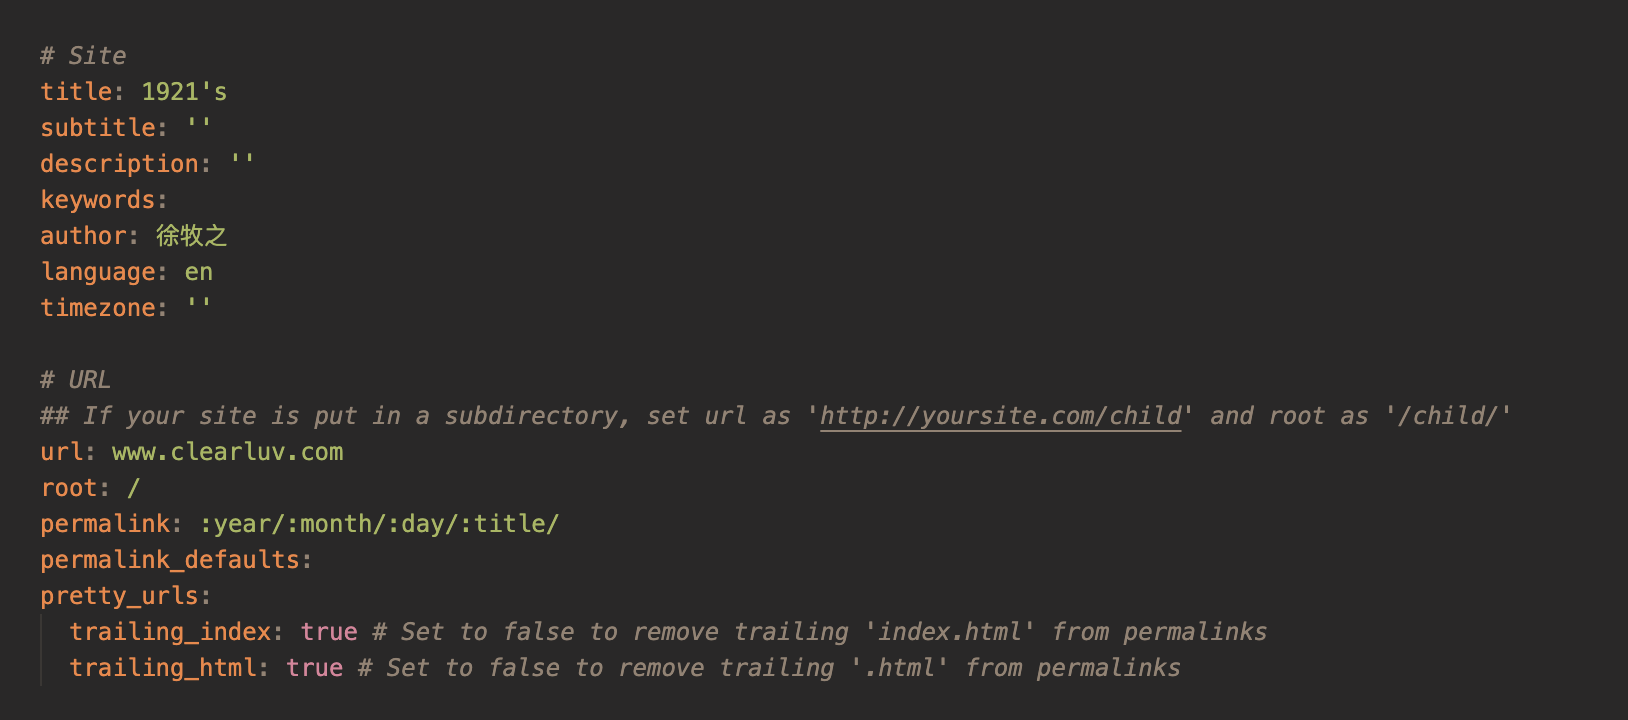 # Site
title: 1921's
subtitle: ''
description: ''
keywords:
author: 徐牧之
language: en
timezone: ''
# URL
## If your site is put in a subdirectory, set url as 'http://yoursite.com/child' and root as '/child/'
url: www.clearluv.com
root: /
permalink: :year/:month/:day/:title/
permalink_defaults:
pretty_urls:
  trailing_index: true # Set to false to remove trailing 'index.html' from permalinks
  trailing_html: true # Set to false to remove trailing '.html' from permalinks